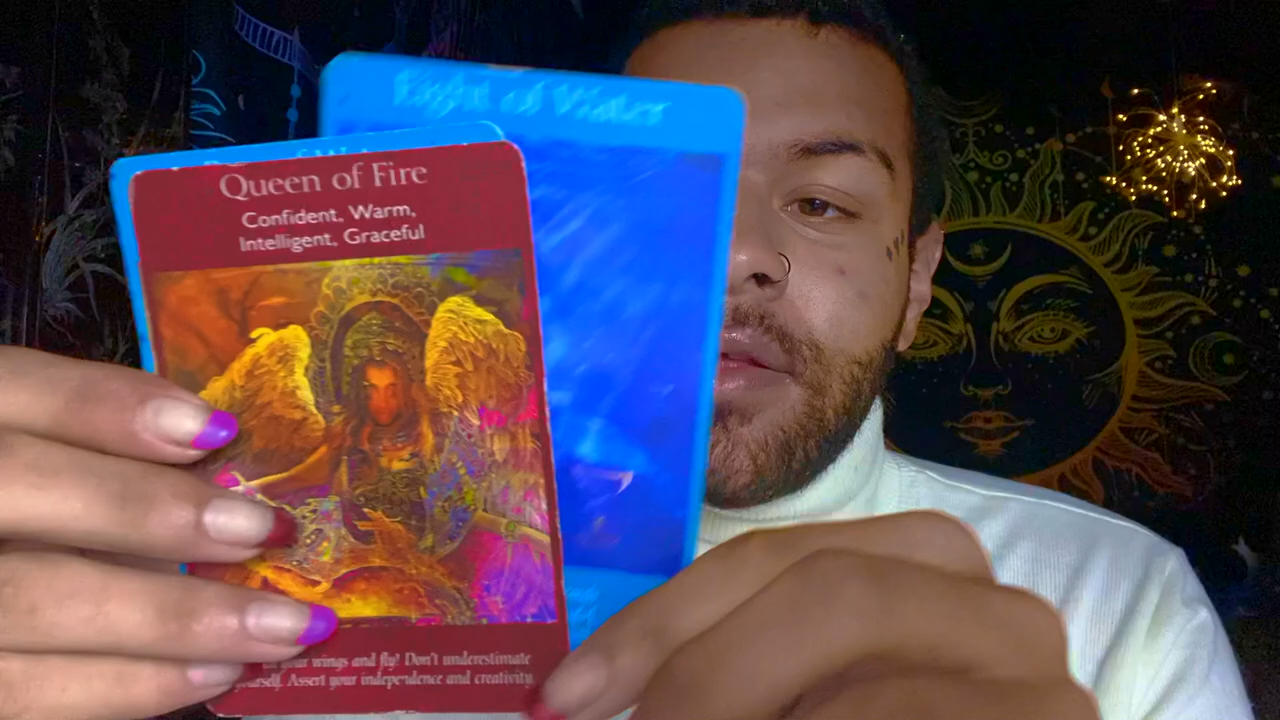 Eight of Water
Queen of Fire
Confident, Warm,
Intelligent, Graceful
your wings and fly! Don't underestimate
yourself. Assert your independence and creativity.